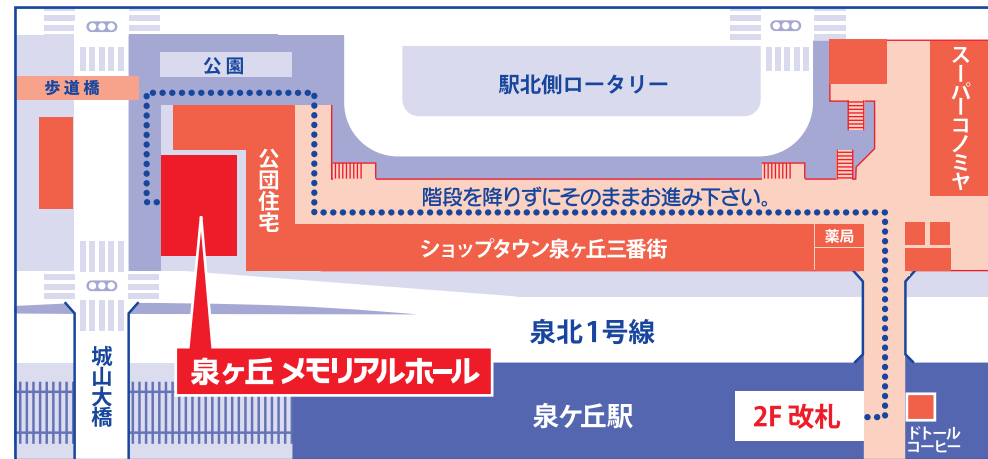 公園
歩道橋
駅北側ロータリー
スーパーコノミヤ
公団住宅
階段を降りずにそのままお進み下さい。
薬局
ショップタウン泉ヶ丘三番街
泉北1号線
城山大橋
泉ヶ丘 メモリアルホール
泉ケ丘駅
2F 改札
ドトール
コーヒー